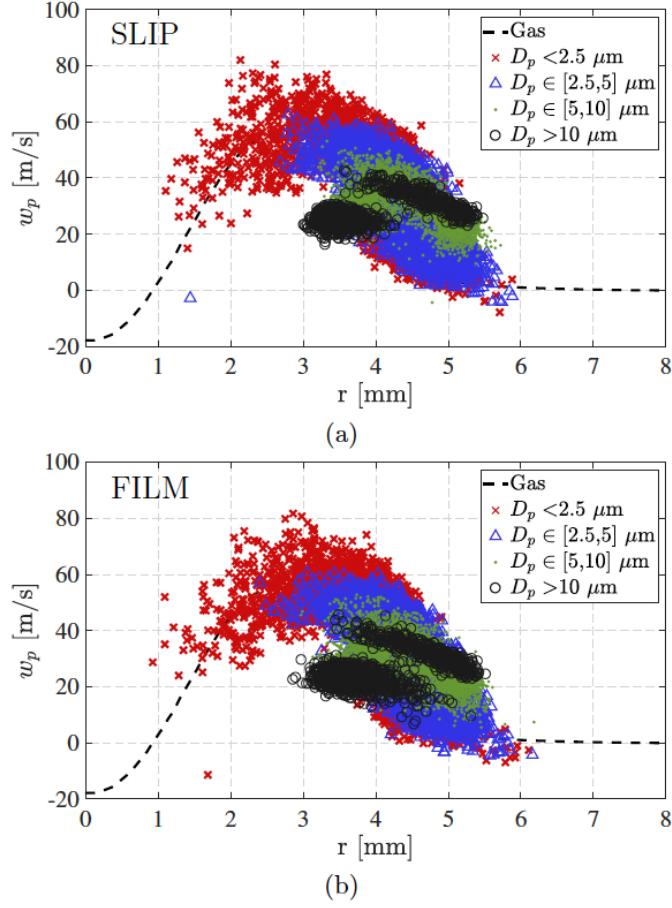 SLIP
Gas
D_p <2.5 μm
D_p ∈ [2.5,5] μm
D_p ∈ [5,10] μm
D_p >10 μm
100
80
60
40
20
0
-20
w_p [m/s]
0 1 2 3 4 5 6 7 8
r [mm]
(a)
FILM
Gas
D_p <2.5 μm
D_p ∈ [2.5,5] μm
D_p ∈ [5,10] μm
D_p >10 μm
100
80
60
40
20
0
-20
w_p [m/s]
0 1 2 3 4 5 6 7 8
r [mm]
(b)